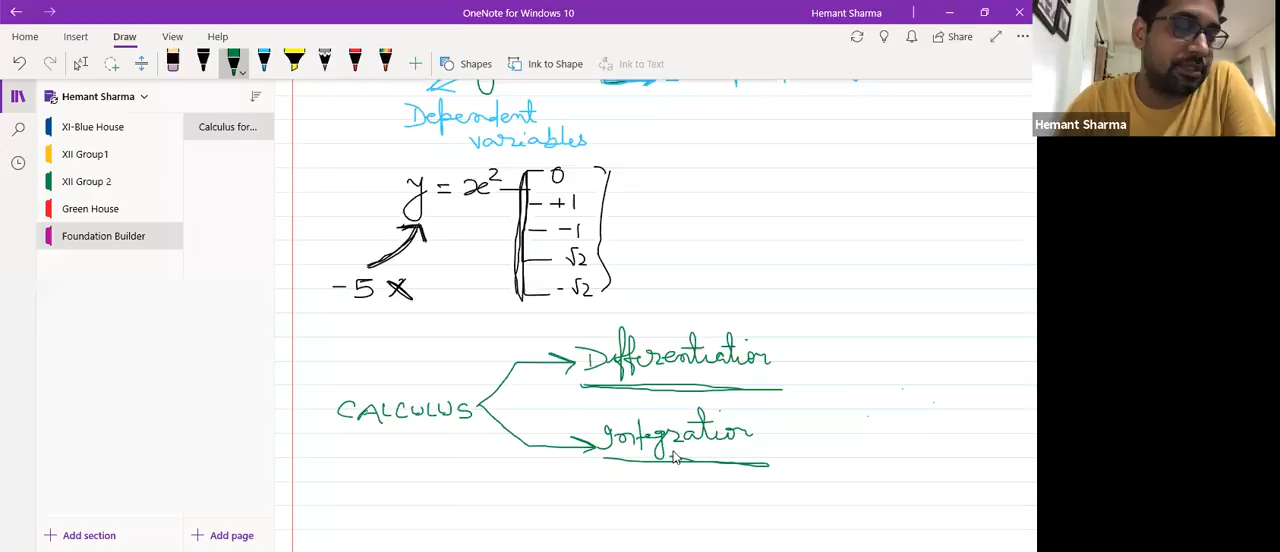 OneNote for Windows 10
Hemant Sharma
Home Insert Draw View Help
Share
Shapes
Ink to Shape
Ink to Text
Hemant Sharma
XI-Blue House
XII Group1
XII Group 2
Green House
Foundation Builder
Add section
Calculus for...
Add page
Dependent
variables
y = x²
0
+1
-1
√2
-√2
-5 X
CALCULUS
Differentiation
Integration
Hemant Sharma